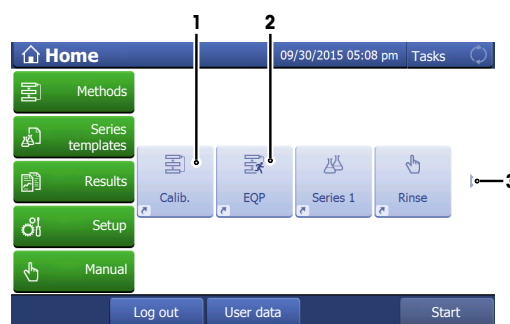 1 2
Home 09/30/2015 05:08 pm Tasks
Methods
Series
templates
Results
Setup
Manual
Calib. EQP Series 1 Rinse
3
Log out User data Start